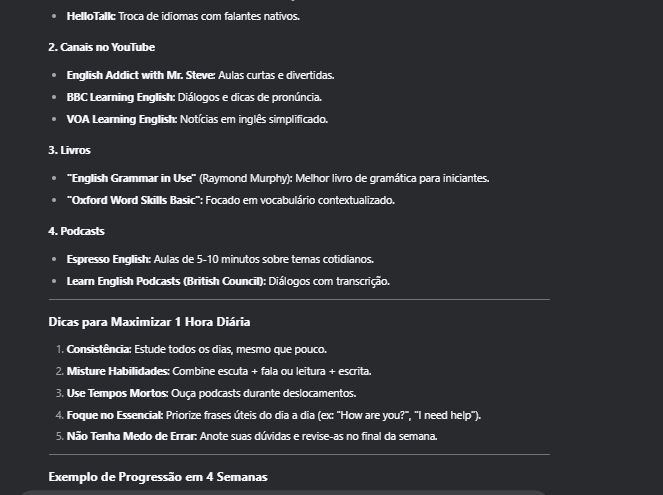 HelloTalk: Troca de idiomas com falantes nativos.
2. Canais no YouTube
English Addict with Mr. Steve: Aulas curtas e divertidas.
BBC Learning English: Diálogos e dicas de pronúncia.
VOA Learning English: Notícias em inglês simplificado.
3. Livros
"English Grammar in Use" (Raymond Murphy): Melhor livro de gramática para iniciantes.
"Oxford Word Skills Basic": Focado em vocabulário contextualizado.
4. Podcasts
Espresso English: Aulas de 5-10 minutos sobre temas cotidianos.
Learn English Podcasts (British Council): Diálogos com transcrição.
Dicas para Maximizar 1 Hora Diária
1. Consistência: Estude todos os dias, mesmo que pouco.
2. Misture Habilidades: Combine escuta + fala ou leitura + escrita.
3. Use Tempos Mortos: Ouça podcasts durante deslocamentos.
4. Foque no Essencial: Priorize frases úteis do dia a dia (ex: "How are you?", "I need help").
5. Não Tenha Medo de Errar: Anote suas dúvidas e revise-as no final da semana.
Exemplo de Progressão em 4 Semanas